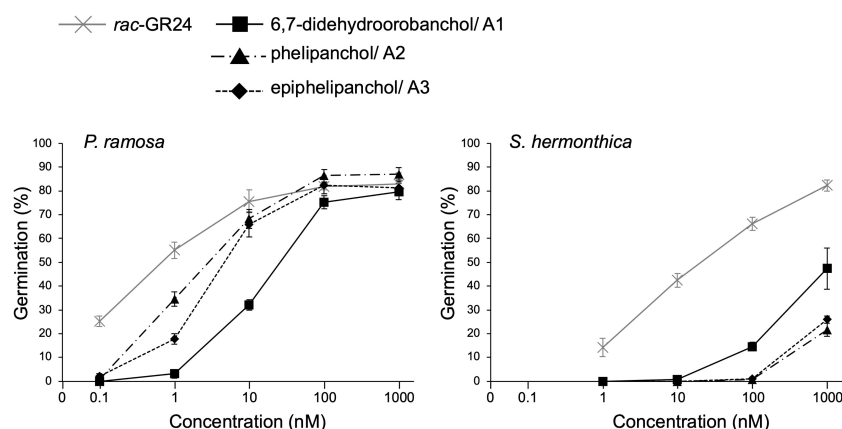 rac-GR24
6,7-didehydroorobanchol/ A1
phelipanchol/ A2
epiphelipanchol/ A3
P. ramosa
Germination (%)
100
90
80
70
60
50
40
30
20
10
0
0 0.1 1 10 100 1000
Concentration (nM)
S. hermonthica
Germination (%)
100
90
80
70
60
50
40
30
20
10
0
0 0.1 1 10 100 1000
Concentration (nM)